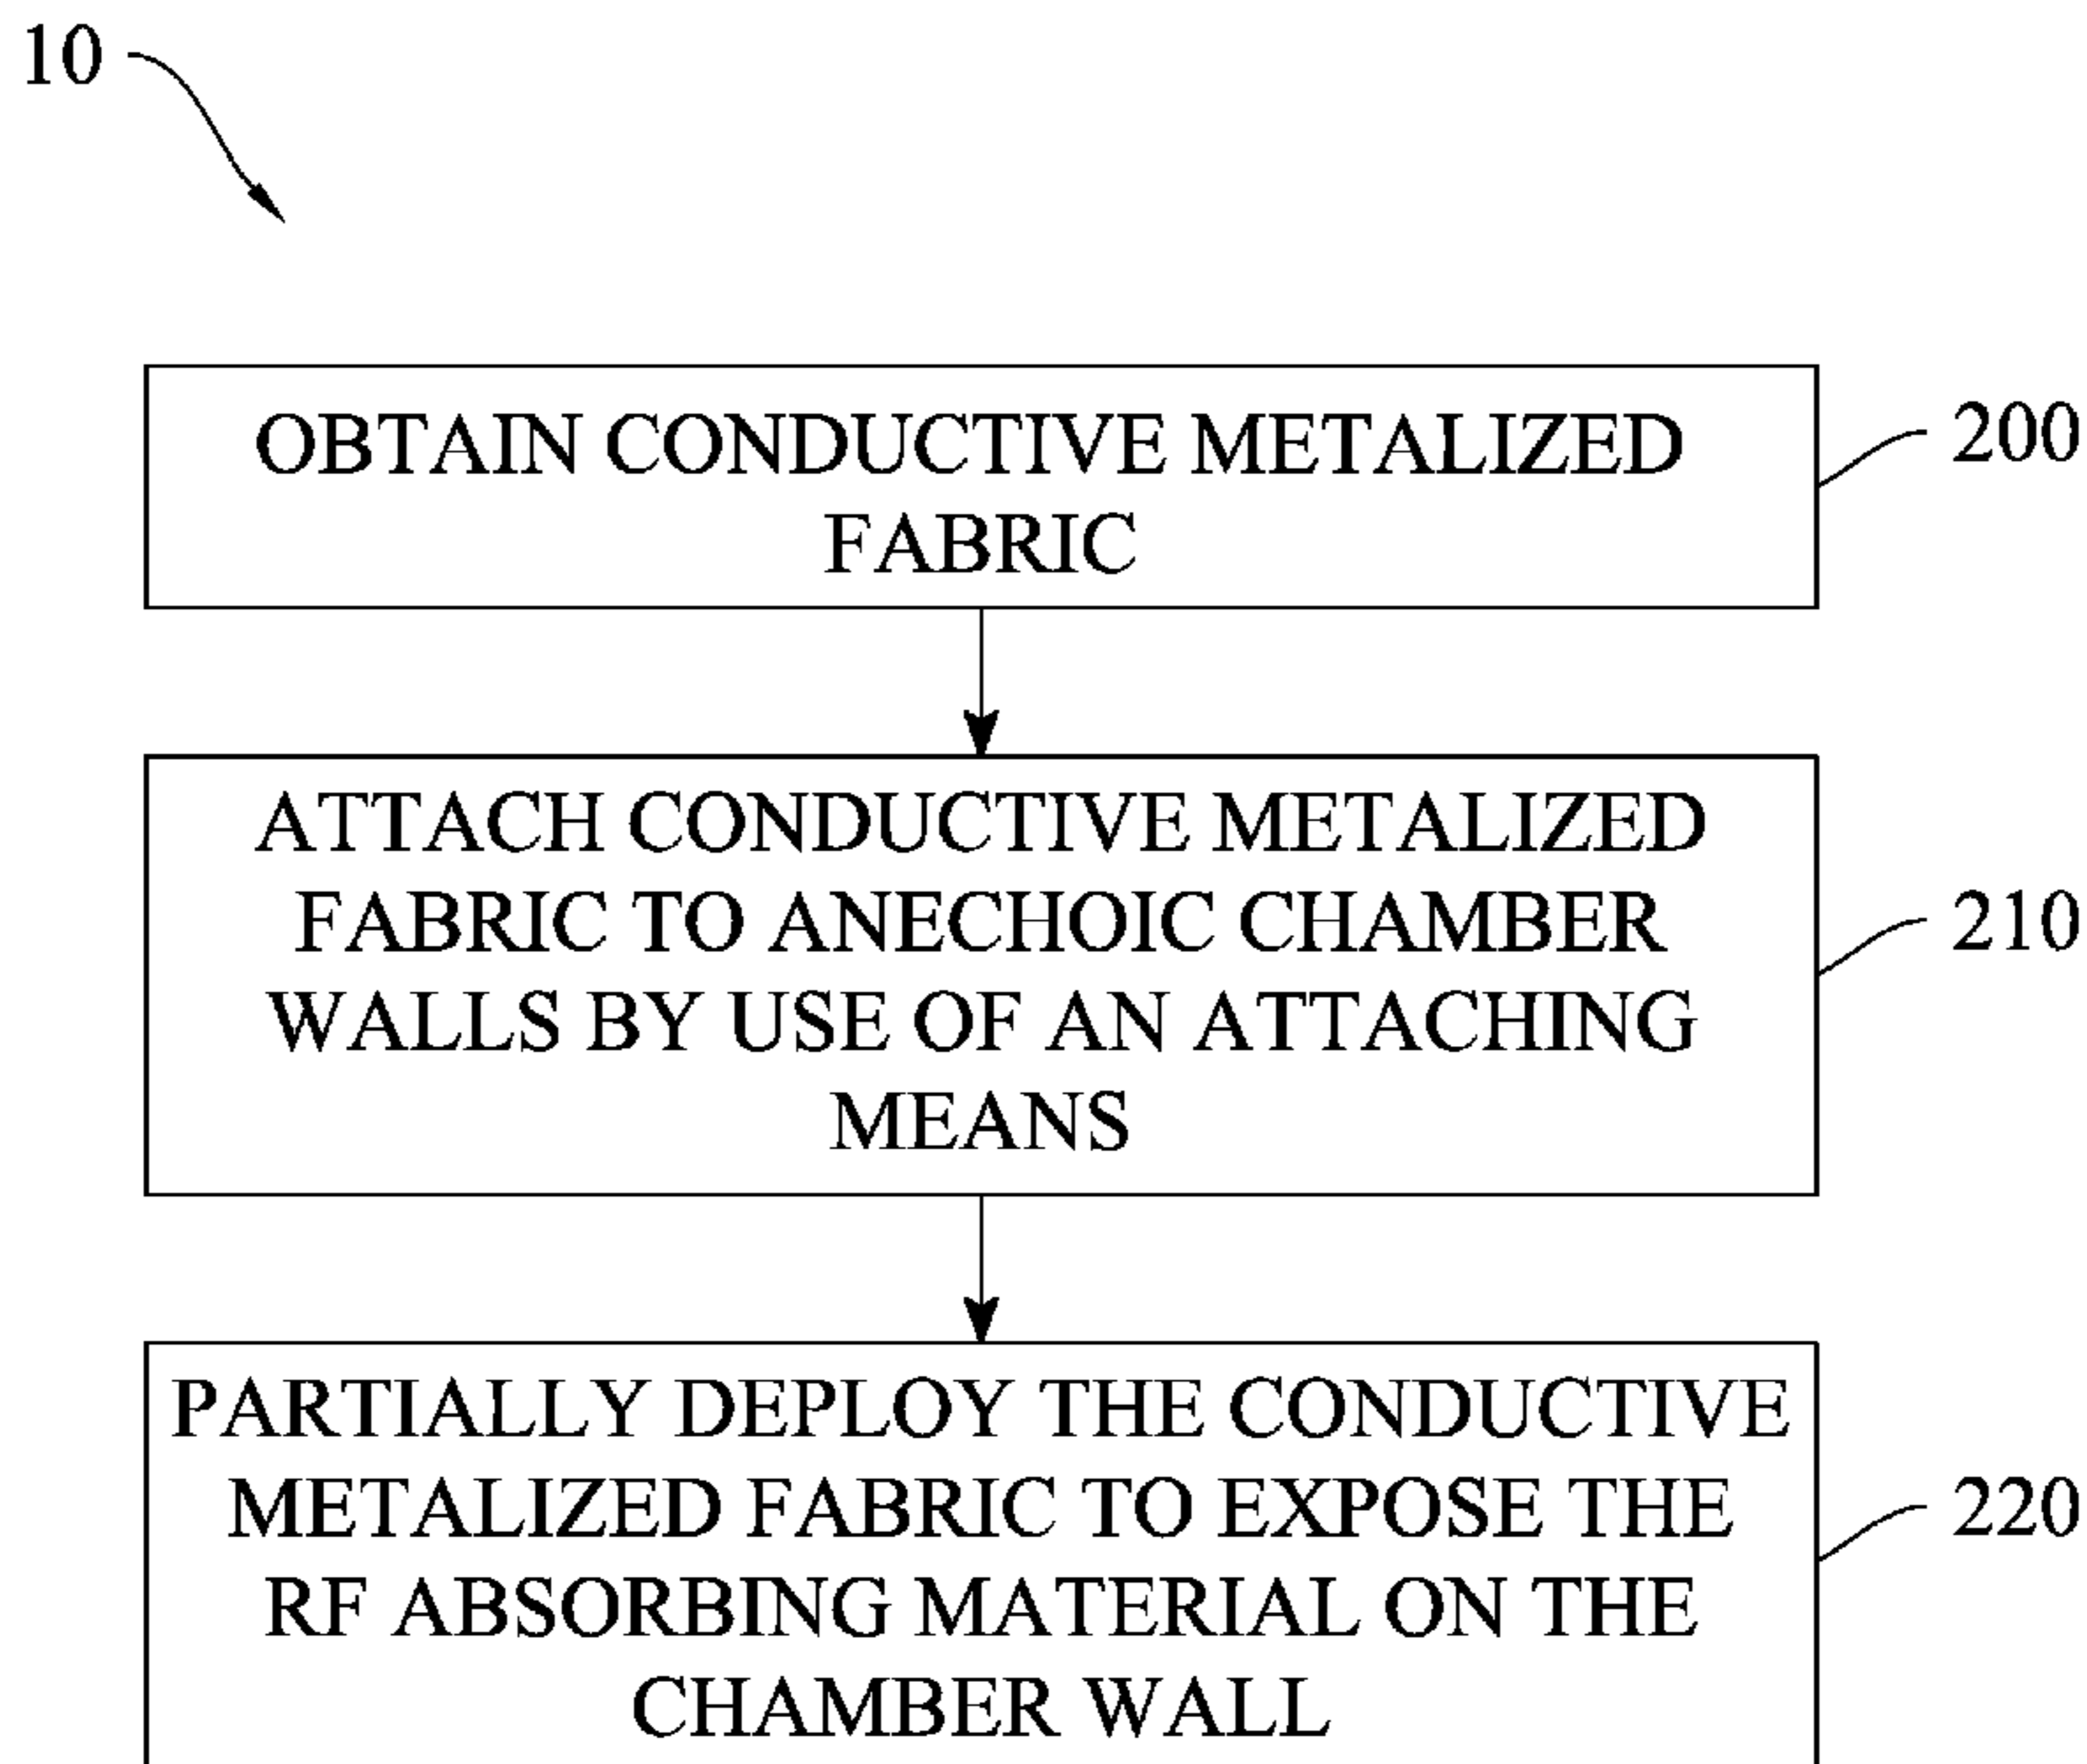 10
OBTAIN CONDUCTIVE METALIZED
FABRIC
200
ATTACH CONDUCTIVE METALIZED
FABRIC TO ANECHOIC CHAMBER
WALLS BY USE OF AN ATTACHING
MEANS
210
PARTIALLY DEPLOY THE CONDUCTIVE
METALIZED FABRIC TO EXPOSE THE
RF ABSORBING MATERIAL ON THE
CHAMBER WALL
220